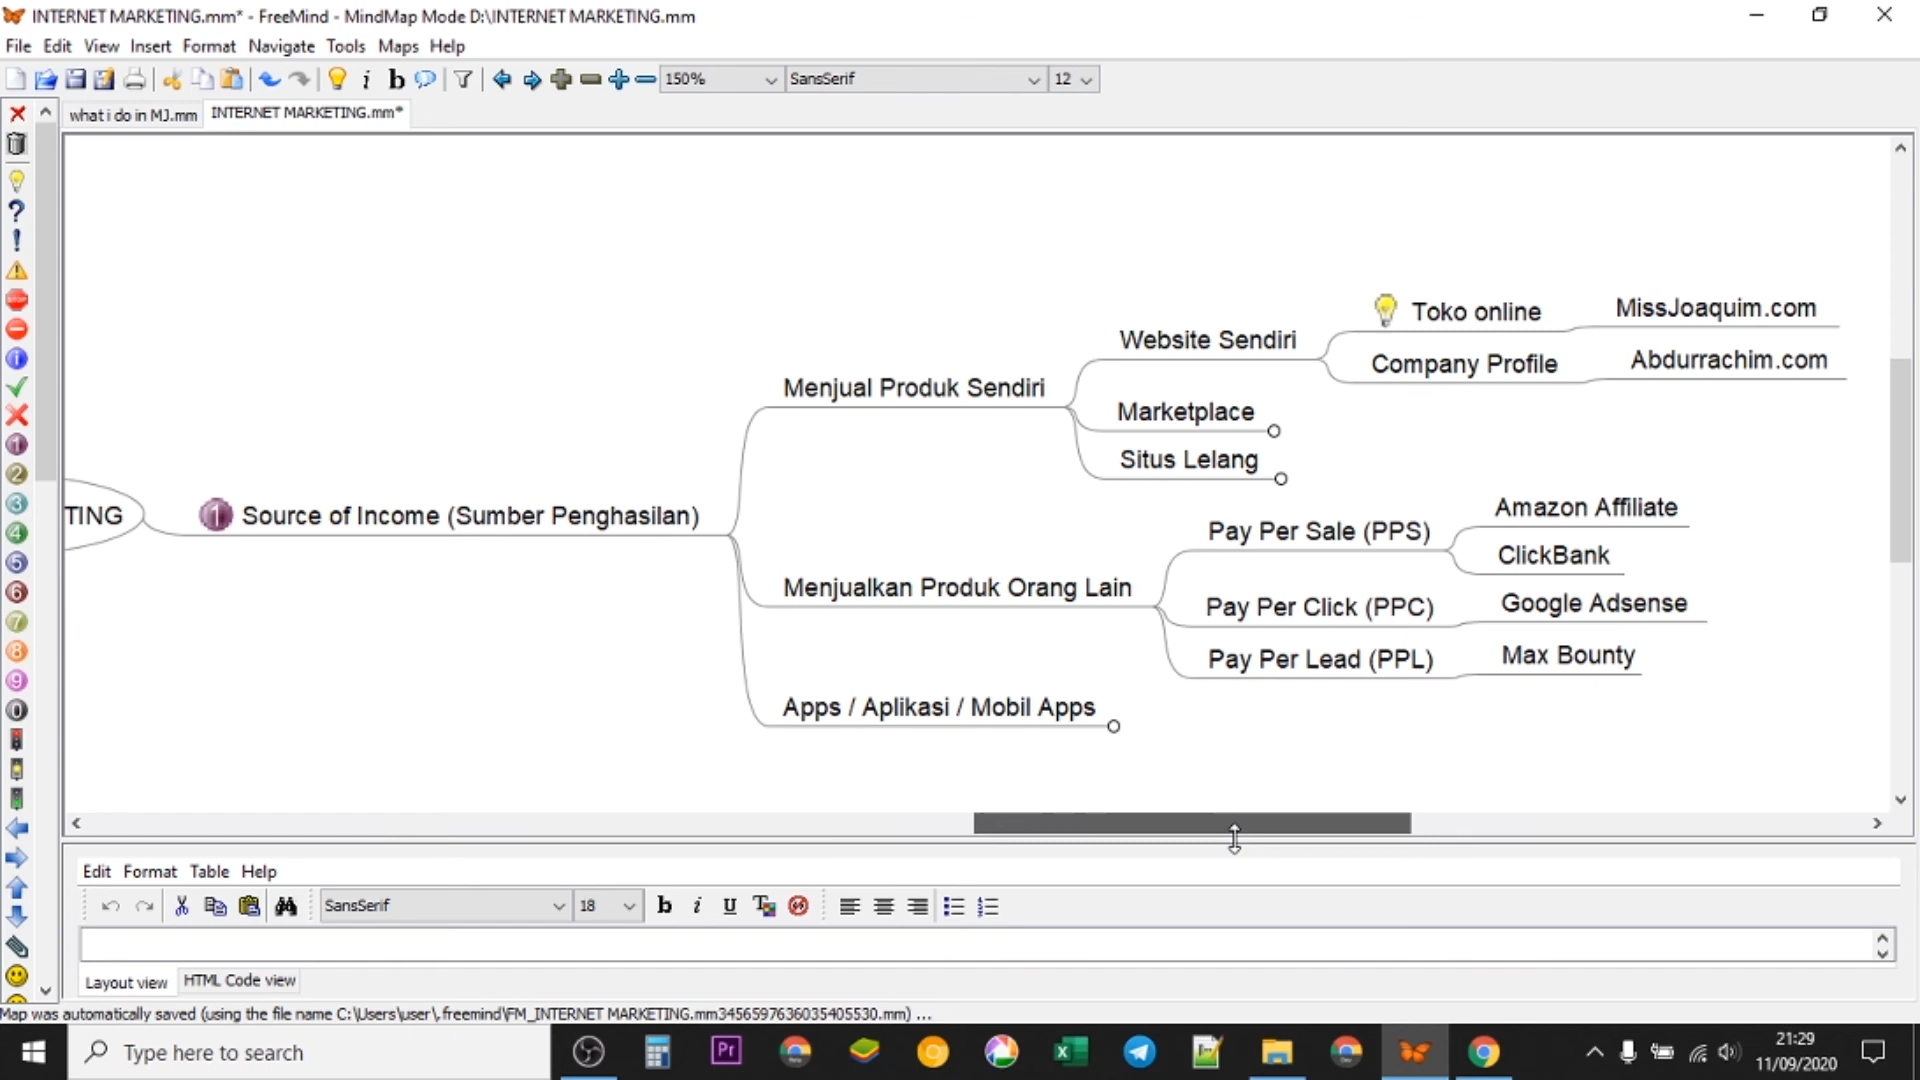 INTERNET MARKETING.mm* - FreeMind - MindMap Mode D:\INTERNET MARKETING.mm
File Edit View Insert Format Navigate Tools Maps Help
150% SansSerif 12
what i do in MJ.mm INTERNET MARKETING.mm*
Toko online MissJoaquim.com
Website Sendiri
Company Profile Abdurrachim.com
Menjual Produk Sendiri
Marketplace
Situs Lelang
TING 1 Source of Income (Sumber Penghasilan)
Amazon Affiliate
Pay Per Sale (PPS)
ClickBank
Menjualkan Produk Orang Lain
Pay Per Click (PPC) Google Adsense
Pay Per Lead (PPL) Max Bounty
Apps / Aplikasi / Mobil Apps
Edit Format Table Help
SansSerif 18 b i U
Layout view HTML Code view
Map was automatically saved (using the file name C:\Users\user\.freemind\FM_INTERNET MARKETING.mm3456597636035405530.mm) ...
Type here to search
Pr
21:29
11/09/2020